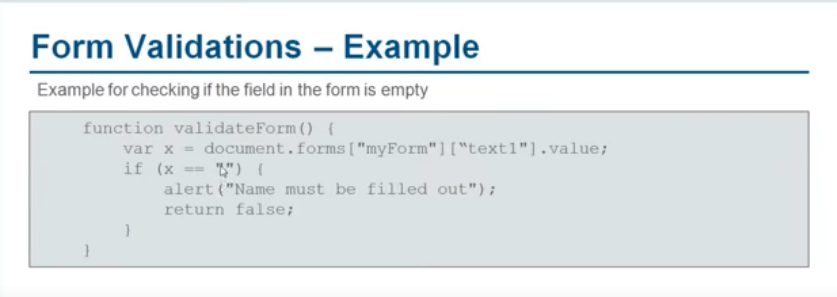 Form Validations – Example
Example for checking if the field in the form is empty
function validateForm() {
var x = document.forms["myForm"][“text1"].value;
if (x == "") {
alert("Name must be filled out");
return false;
}
}